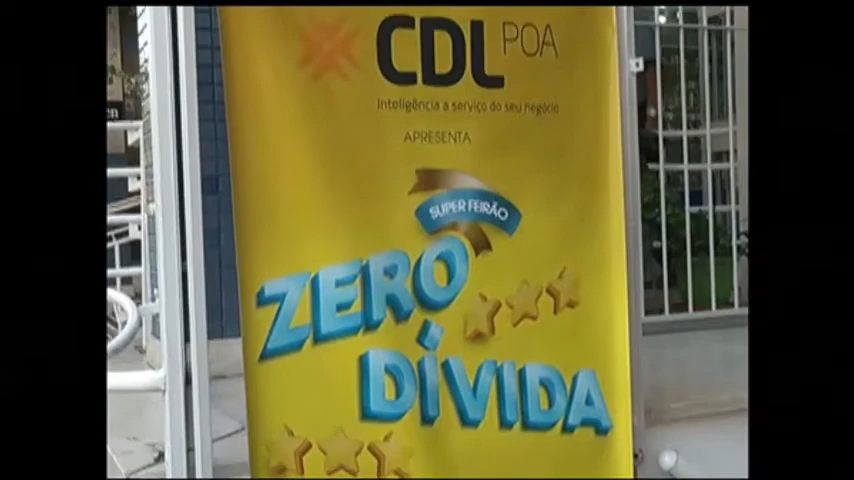 CDL POA
Inteligência a serviço do seu negócio
APRESENTA
SUPER FEIRÃO
ZERO
DÍVIDA